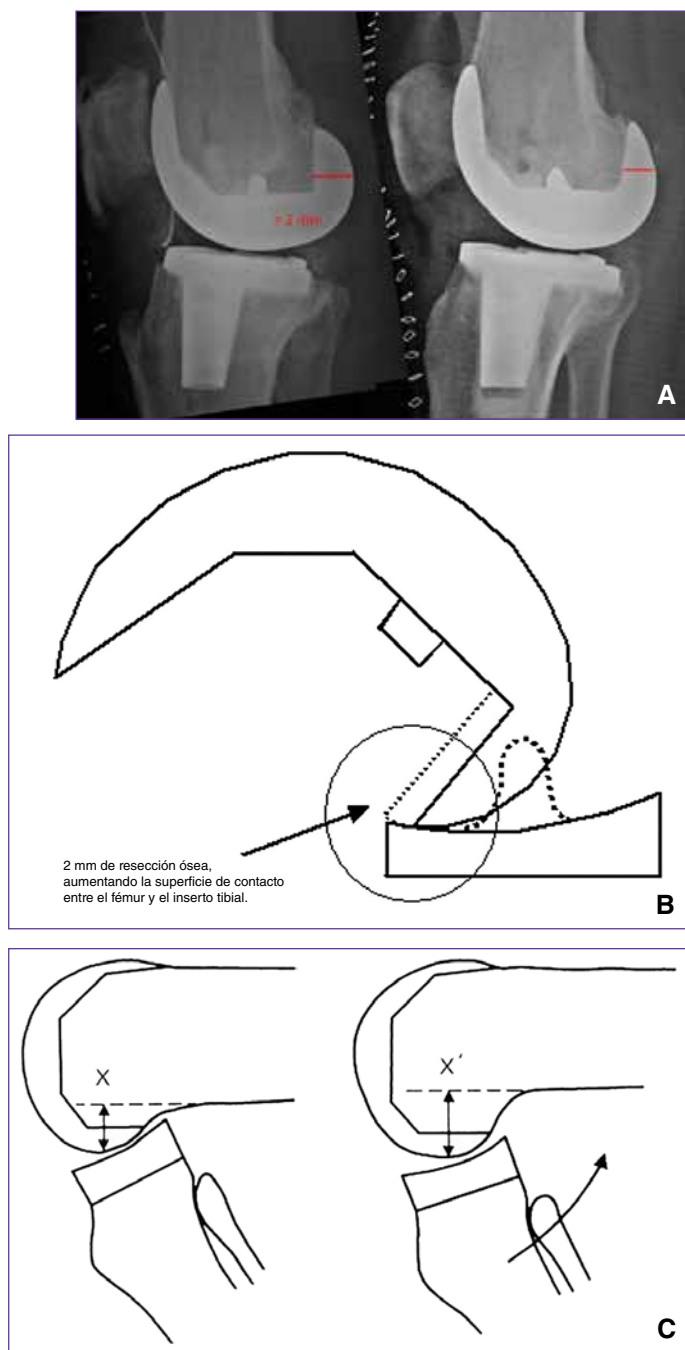 A
2 mm de resección ósea,
aumentando la superficie de contacto
entre el fémur y el inserto tibial.
B
X
X′
C